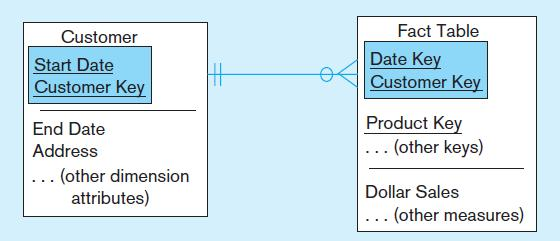 Customer
Start Date
Customer Key
End Date
Address
. . . (other dimension
attributes)
Fact Table
Date Key
Customer Key
Product Key
. . . (other keys)
Dollar Sales
. . . (other measures)